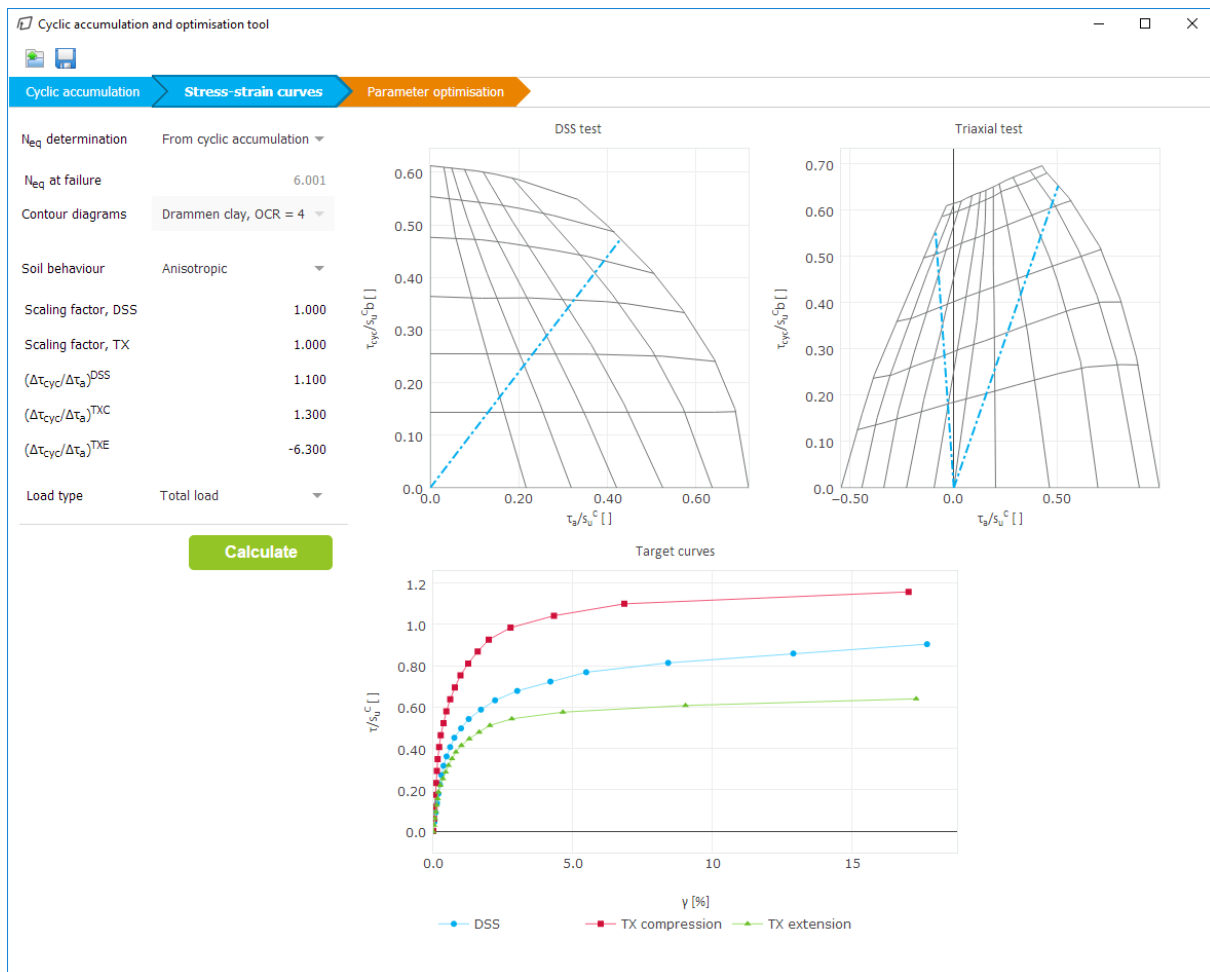 Cyclic accumulation and optimisation tool
Cyclic accumulation
Stress-strain curves
Parameter optimisation
Neq determination From cyclic accumulation
Neq at failure 6.001
Contour diagrams Drammen clay, OCR = 4
Soil behaviour Anisotropic
Scaling factor, DSS 1.000
Scaling factor, TX 1.000
(Δτcyc/Δτa)DSS 1.100
(Δτcyc/Δτa)TXC 1.300
(Δτcyc/Δτa)TXE -6.300
Load type Total load
Calculate
DSS test
τcyc/suCb [ ]
0.60
0.50
0.40
0.30
0.20
0.10
0.0
0.0 0.20 0.40 0.60
τa/suC [ ]
Triaxial test
τcyc/suCb [ ]
0.70
0.60
0.50
0.40
0.30
0.20
0.10
0.0
−0.50 0.0 0.50
τa/suC [ ]
Target curves
τ/suC [ ]
1.2
1.0
0.80
0.60
0.40
0.20
0.0
0.0 5.0 10 15
γ [%]
DSS TX compression TX extension